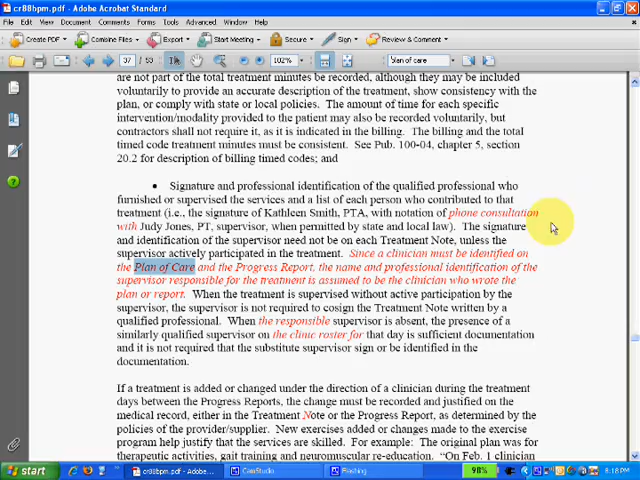 cr88bpm.pdf - Adobe Acrobat Standard
File Edit View Document Comments Forms Tools Advanced Window Help
Create PDF Combine Files Export Start Meeting Secure Sign Review & Comment
37 / 53 102% plan of care
are not part of the total treatment minutes be recorded, although they may be included
voluntarily to provide an accurate description of the treatment, show consistency with the
plan, or comply with state or local policies. The amount of time for each specific
intervention/modality provided to the patient may also be recorded voluntarily, but
contractors shall not require it, as it is indicated in the billing. The billing and the total
timed code treatment minutes must be consistent. See Pub. 100-04, chapter 5, section
20.2 for description of billing timed codes; and
• Signature and professional identification of the qualified professional who
furnished or supervised the services and a list of each person who contributed to that
treatment (i.e., the signature of Kathleen Smith, PTA, with notation of phone consultation
with Judy Jones, PT, supervisor, when permitted by state and local law). The signature
and identification of the supervisor need not be on each Treatment Note, unless the
supervisor actively participated in the treatment. Since a clinician must be identified on
the Plan of Care and the Progress Report, the name and professional identification of the
supervisor responsible for the treatment is assumed to be the clinician who wrote the
plan or report. When the treatment is supervised without active participation by the
supervisor, the supervisor is not required to cosign the Treatment Note written by a
qualified professional. When the responsible supervisor is absent, the presence of a
similarly qualified supervisor on the clinic roster for that day is sufficient documentation
and it is not required that the substitute supervisor sign or be identified in the
documentation.
If a treatment is added or changed under the direction of a clinician during the treatment
days between the Progress Reports, the change must be recorded and justified on the
medical record, either in the Treatment Note or the Progress Report, as determined by the
policies of the provider/supplier. New exercises added or changes made to the exercise
program help justify that the services are skilled. For example: The original plan was for
therapeutic activities, gait training and neuromuscular re-education. "On Feb. 1 clinician
start cr88bpm.pdf - Adobe... CamStudio 98% 8:18 PM